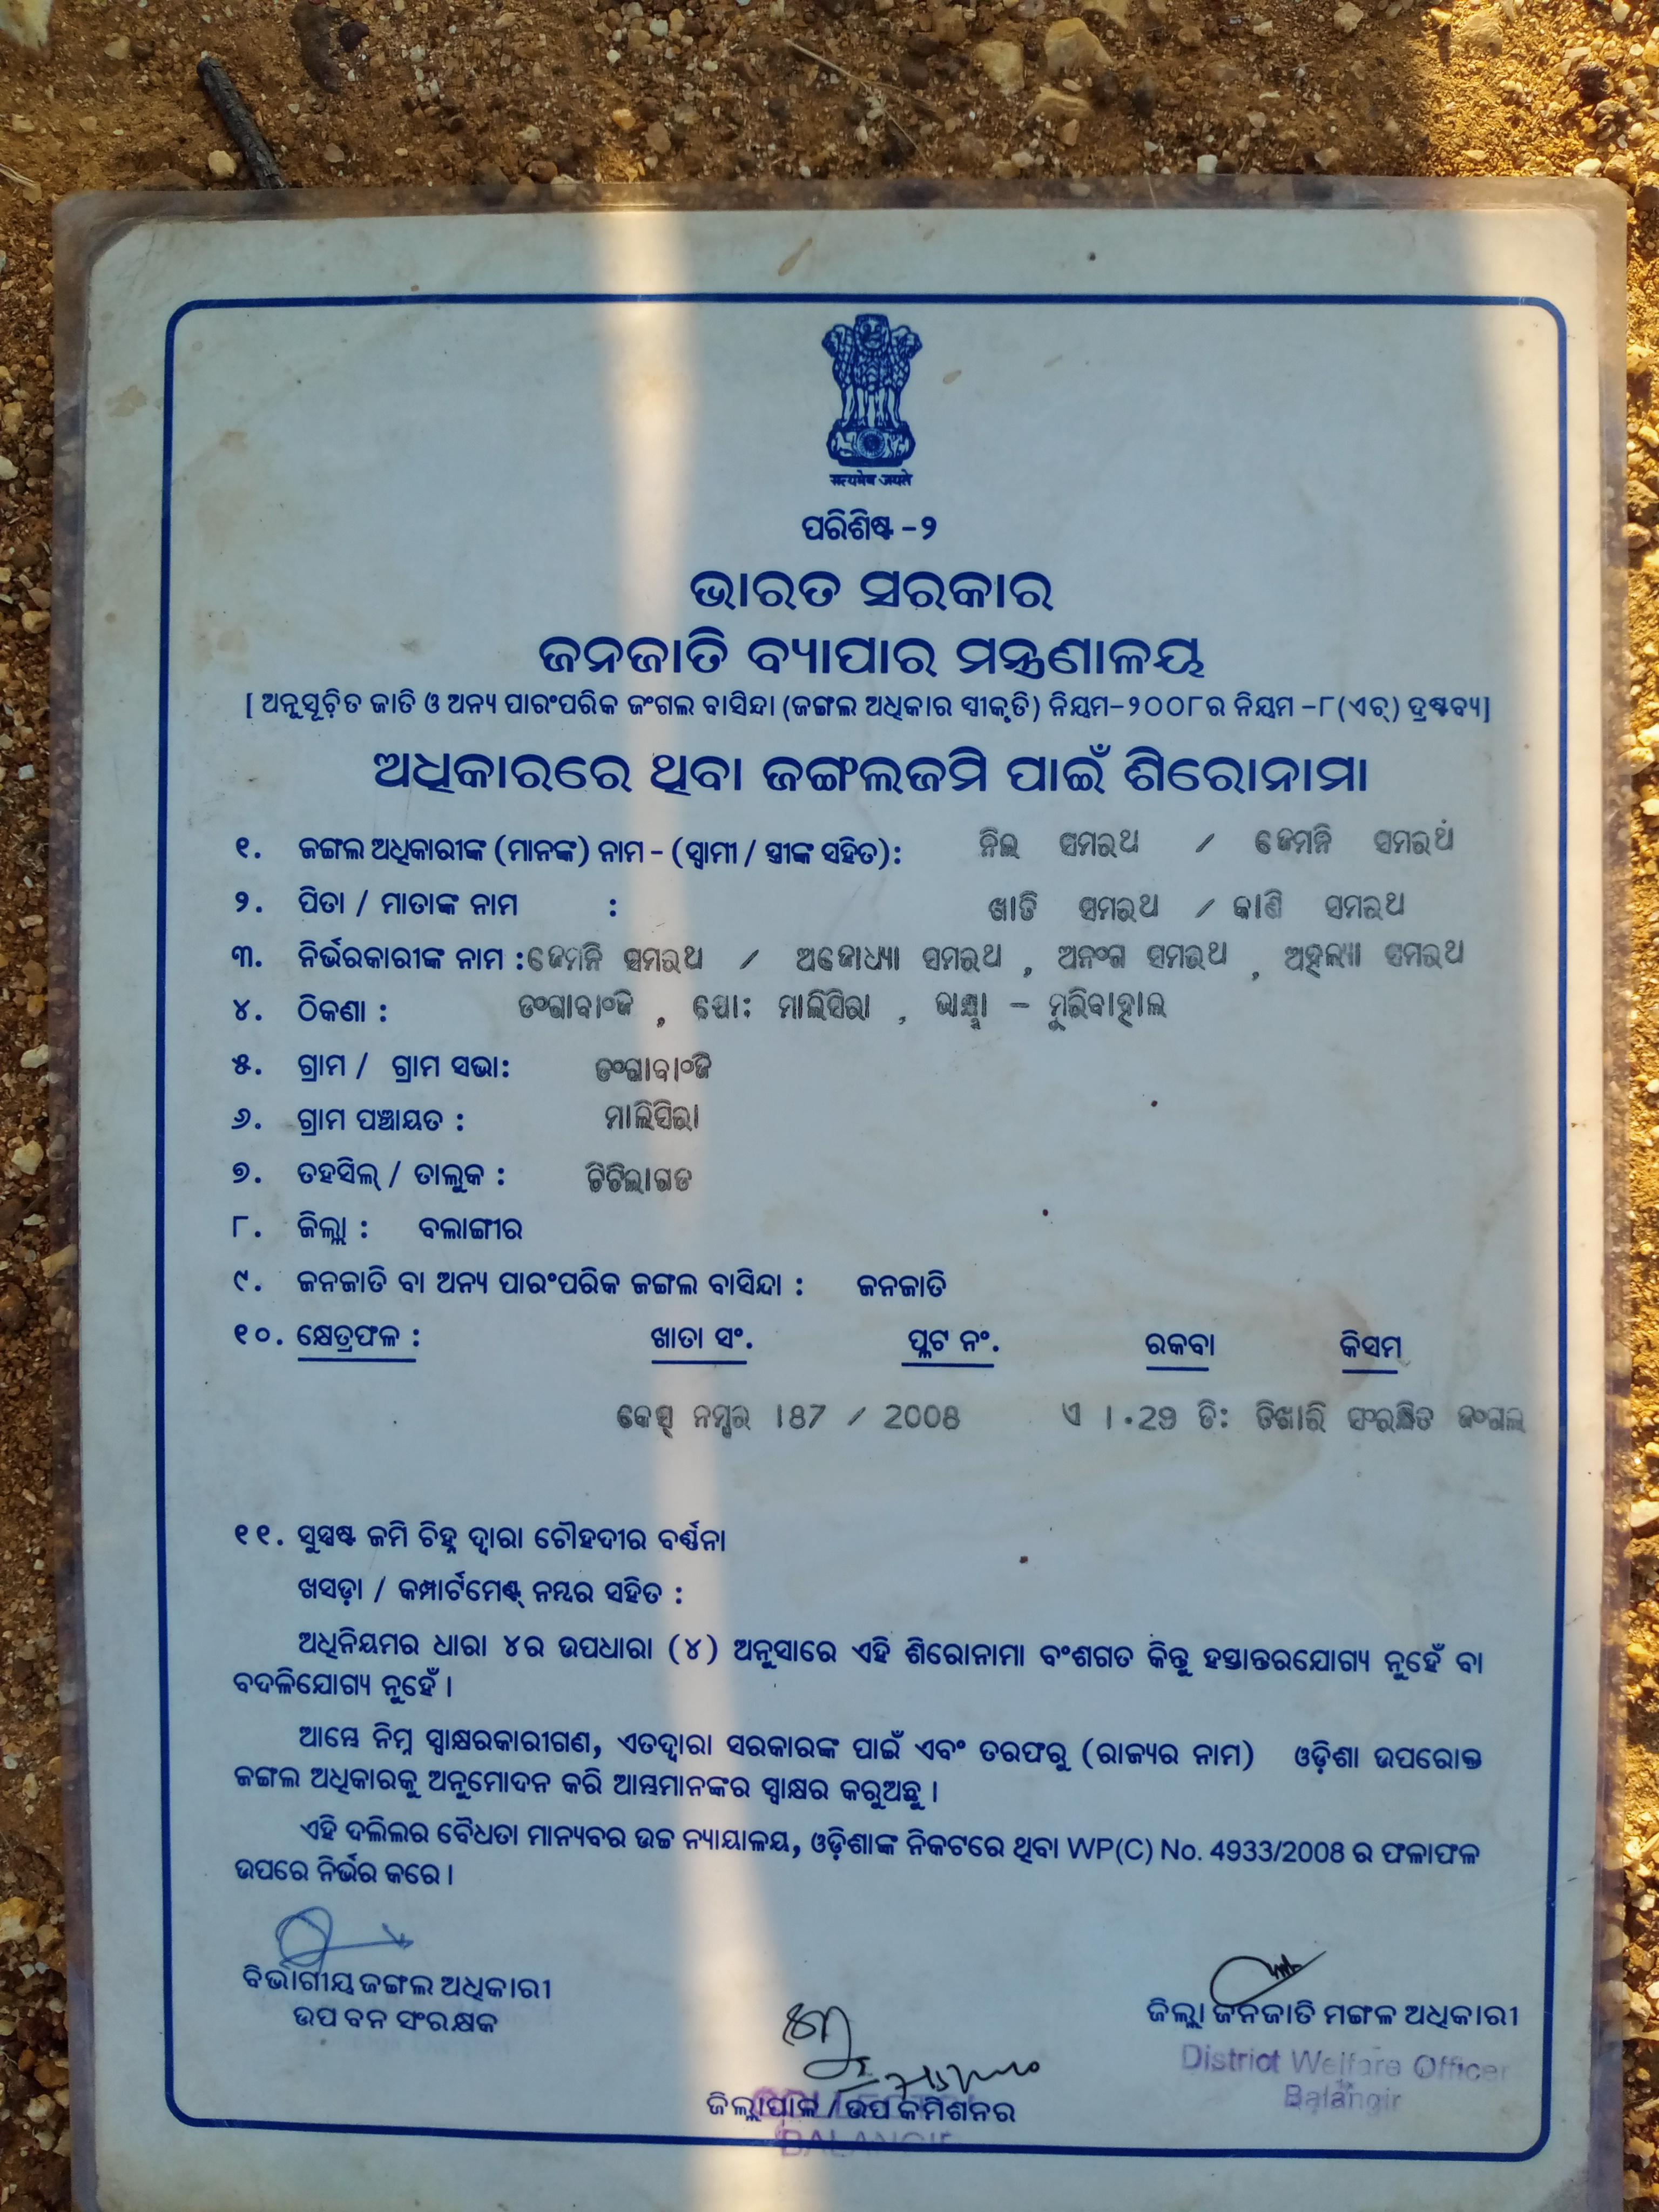 सत्यमेव जयते
ପରିଶିଷ୍ଟ -୨
ଭାରତ ସରକାର
ଜନଜାତି ବ୍ୟାପାର ମନ୍ତ୍ରଣାଳୟ
[ ଅନୁସୂଚିତ ଜାତି ଓ ଅନ୍ୟ ପାରଂପରିକ ଜଂଗଲ ବାସିନ୍ଦା (ଜଙ୍ଗଲ ଅଧିକାର ସ୍ୱୀକୃତି) ନିୟମ-୨୦୦୮ର ନିୟମ -୮(ଏଚ୍) ଦ୍ରଷ୍ଟବ୍ୟ]
ଅଧିକାରରେ ଥିବା ଜଙ୍ଗଲଜମି ପାଇଁ ଶିରୋନାମା
୧. ଜଙ୍ଗଲ ଅଧିକାରୀଙ୍କ (ମାନଙ୍କ) ନାମ - (ସ୍ୱାମୀ / ସ୍ତ୍ରୀଙ୍କ ସହିତ): ନିଲ ସମରଥ / ଜେମନି ସମରଥ
୨. ପିତା / ମାତାଙ୍କ ନାମ : ଖାତି ସମରଥ / ସମରଥ
୩. ନିର୍ଭରକାରୀଙ୍କ ନାମ : ଜେମନି ସମରଥ / ଅଜୋଧ୍ୟା ସମରଥ , ଅନଂଗ ସମରଥ , ଅହଲ୍ୟା ସମରଥ
୪. ଠିକଣା : ଡଂଗାବାଂଜି , ପୋ: ମାଲିସିରା , ଭାୟା - ମୁରିବାହାଲ
୫. ଗ୍ରାମ / ଗ୍ରାମ ସଭା: ଡଂଗାବାଂଜି
୬. ଗ୍ରାମ ପଞ୍ଚାୟତ : ମାଲିସିରା
୭. ତହସିଲ୍ / ତାଲୁକ : ଟିଟିଲାଗଡ
୮. ଜିଲ୍ଲା : ବଲାଙ୍ଗୀର
୯. ଜନଜାତି ବା ଅନ୍ୟ ପାରଂପରିକ ଜଙ୍ଗଲ ବାସିନ୍ଦା : ଜନଜାତି
୧୦. କ୍ଷେତ୍ରଫଳ : ଖାତା ସଂ. ପ୍ଲଟ ନଂ. ରକବା କିସମ
କେସ୍ ନମ୍ବର 187 / 2008 ଏ 1.29 ଡି: ତିଖାରି ସଂରକ୍ଷିତ ଜଂଗଲ
୧୧. ସୁସ୍ପଷ୍ଟ ଜମି ଚିହ୍ନ ଦ୍ୱାରା ଚୌହଦୀର ବର୍ଣ୍ଣନା
ଖସଡ଼ା / କମ୍ପାର୍ଟମେଣ୍ଟ୍ ନମ୍ବର ସହିତ :
ଅଧିନିୟମର ଧାରା ୪ର ଉପଧାରା (୪) ଅନୁସାରେ ଏହି ଶିରୋନାମା ବଂଶଗତ କିନ୍ତୁ ହସ୍ତାନ୍ତରଯୋଗ୍ୟ ନୁହେଁ ବା
ବଦଳିଯୋଗ୍ୟ ନୁହେଁ ।
ଆମ୍ଭେ ନିମ୍ନ ସ୍ୱାକ୍ଷରକାରୀଗଣ, ଏତଦ୍ୱାରା ସରକାରଙ୍କ ପାଇଁ ଏବଂ ତରଫରୁ (ରାଜ୍ୟର ନାମ) ଓଡ଼ିଶା ଉପରୋକ୍ତ
ଜଙ୍ଗଲ ଅଧିକାରକୁ ଅନୁମୋଦନ କରି ଆମ୍ଭମାନଙ୍କର ସ୍ୱାକ୍ଷର କରୁଅଛୁ ।
ଏହି ଦଲିଲର ବୈଧତା ମାନ୍ୟବର ଉଚ୍ଚ ନ୍ୟାୟାଳୟ, ଓଡ଼ିଶାଙ୍କ ନିକଟରେ ଥିବା WP(C) No. 4933/2008 ର ଫଳାଫଳ
ଉପରେ ନିର୍ଭର କରେ ।
ବିଭାଗୀୟ ଜଙ୍ଗଲ ଅଧିକାରୀ
ଉପ ବନ ସଂରକ୍ଷକ
ଜିଲ୍ଲା ଜନଜାତି ମଙ୍ଗଳ ଅଧିକାରୀ
District Welfare Officer
Balangir
ଜିଲ୍ଲାପାଳ / ଉପ କମିଶନର
BALANGIR